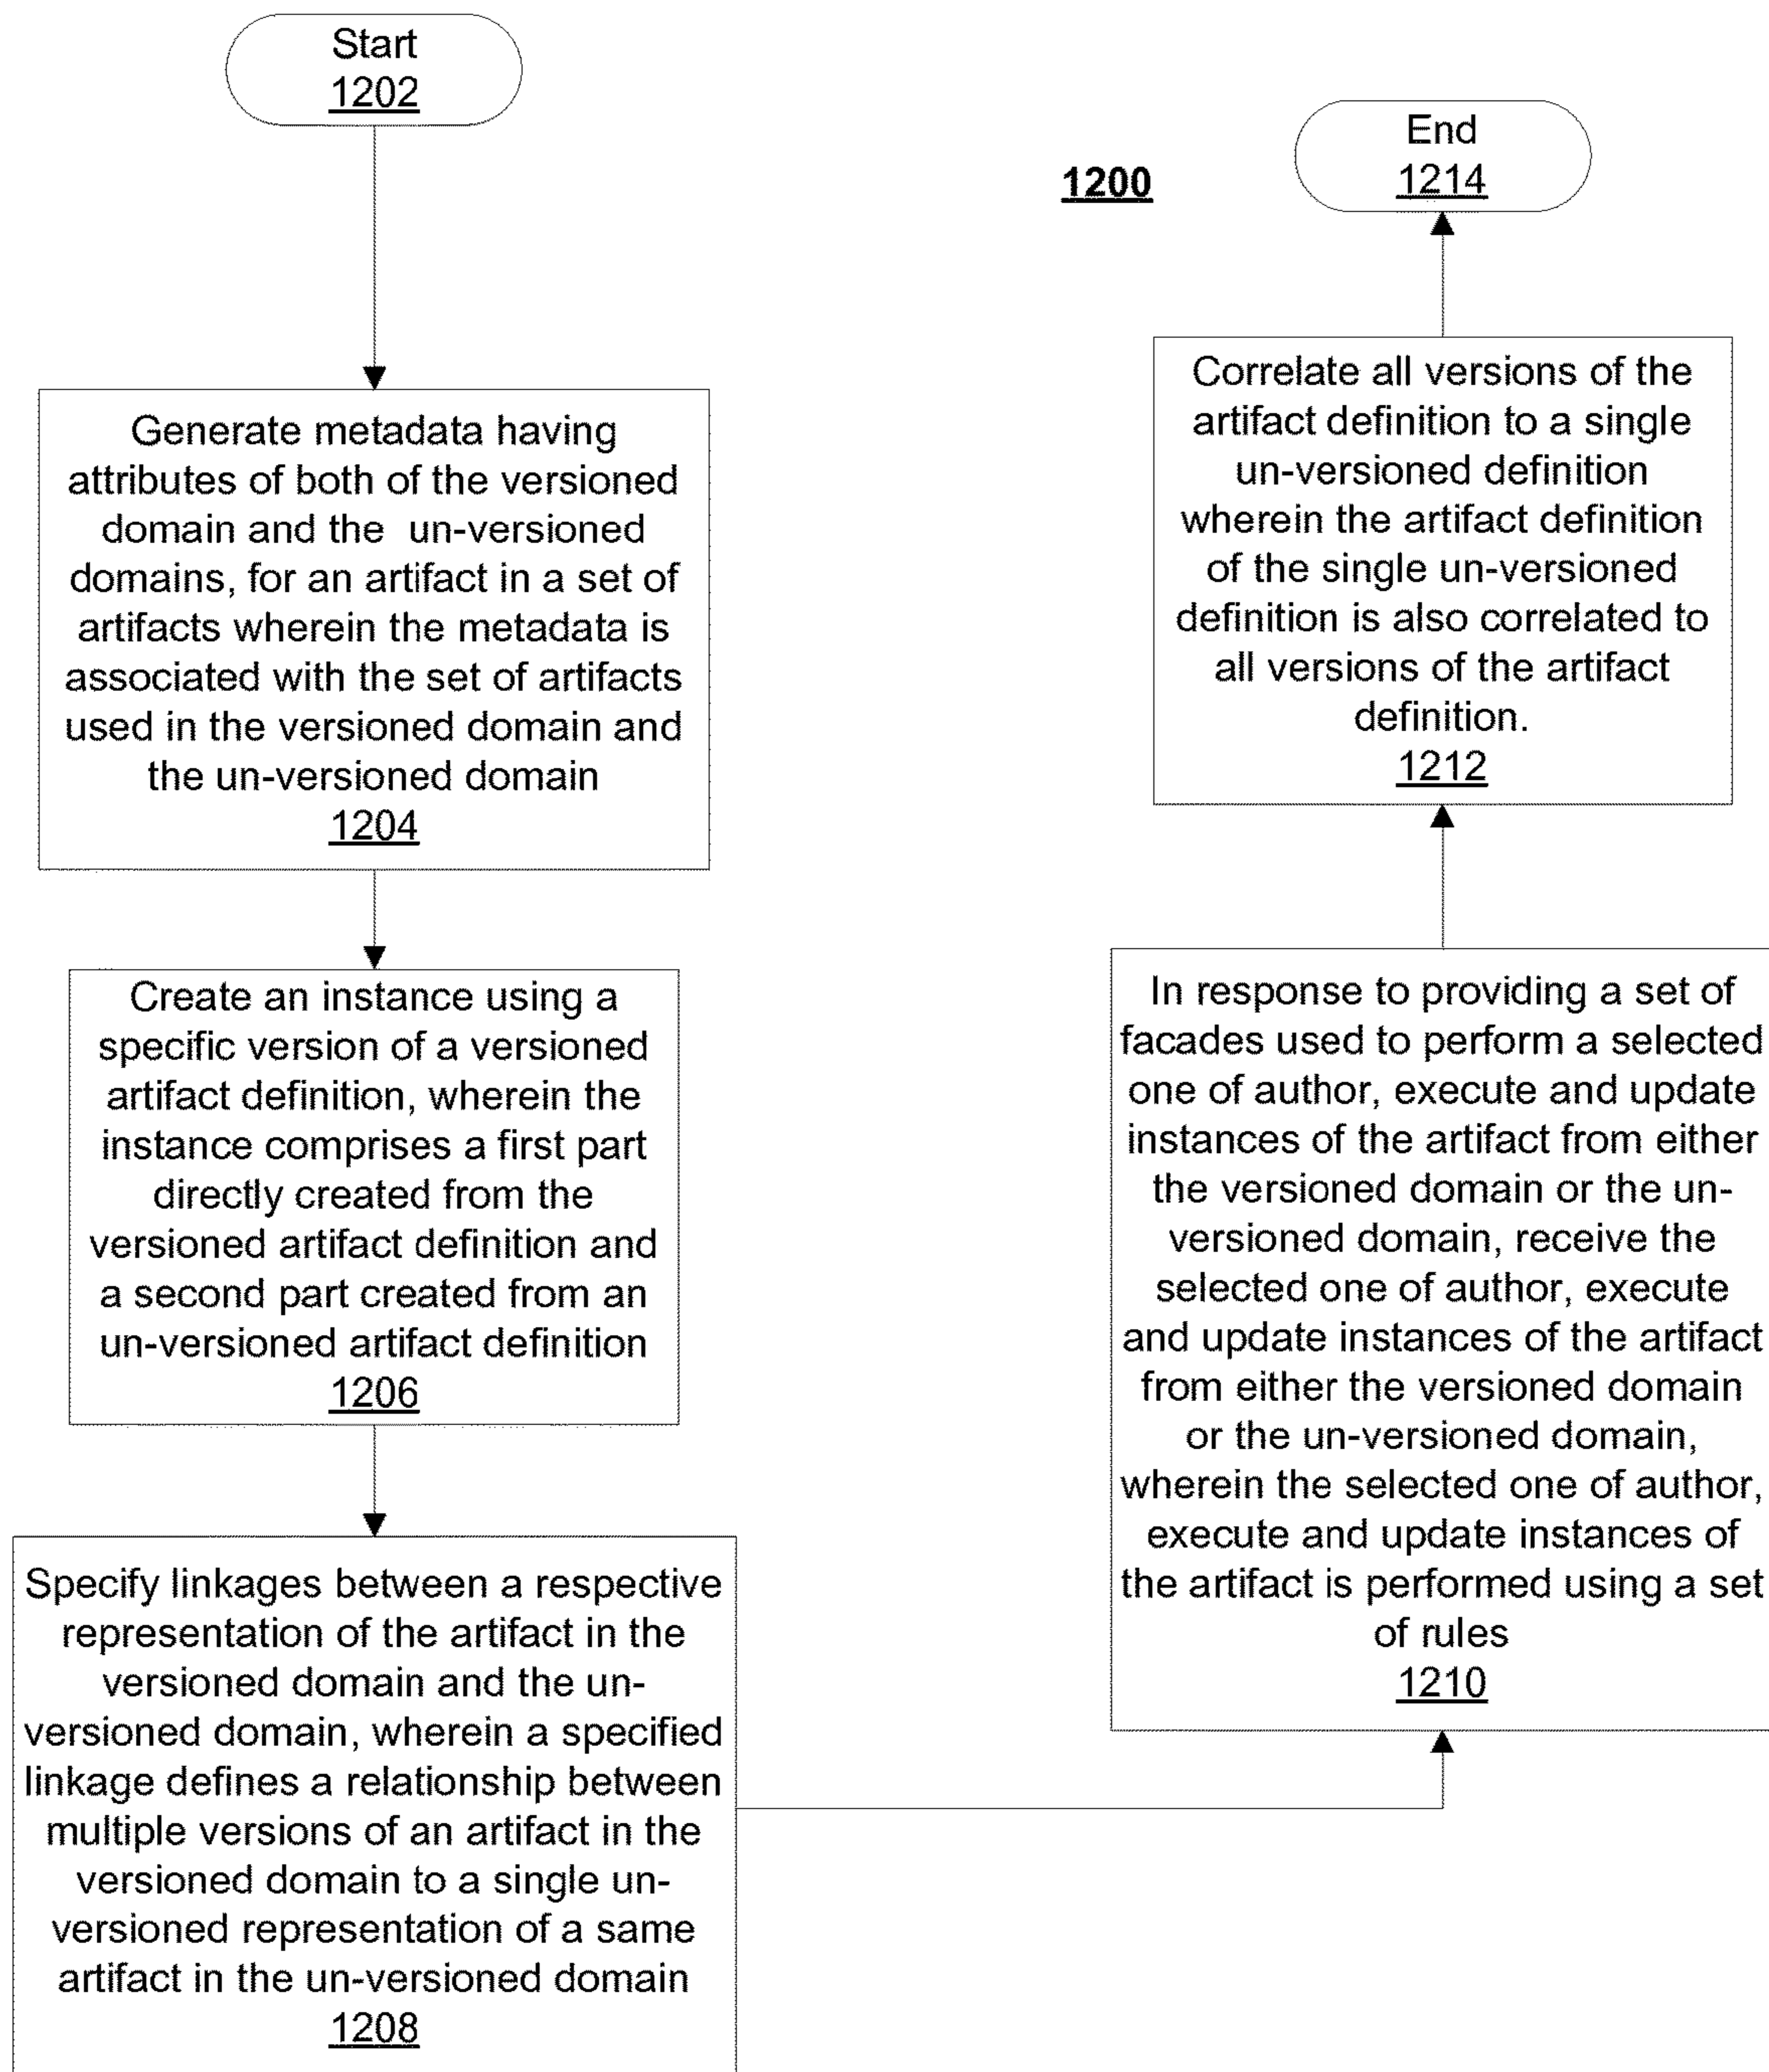 Start
1202
Generate metadata having
attributes of both of the versioned
domain and the un-versioned
domains, for an artifact in a set of
artifacts wherein the metadata is
associated with the set of artifacts
used in the versioned domain and
the un-versioned domain
1204
Create an instance using a
specific version of a versioned
artifact definition, wherein the
instance comprises a first part
directly created from the
versioned artifact definition and
a second part created from an
un-versioned artifact definition
1206
Specify linkages between a respective
representation of the artifact in the
versioned domain and the un-
versioned domain, wherein a specified
linkage defines a relationship between
multiple versions of an artifact in the
versioned domain to a single un-
versioned representation of a same
artifact in the un-versioned domain
1208
1200
End
1214
Correlate all versions of the
artifact definition to a single
un-versioned definition
wherein the artifact definition
of the single un-versioned
definition is also correlated to
all versions of the artifact
definition.
1212
In response to providing a set of
facades used to perform a selected
one of author, execute and update
instances of the artifact from either
the versioned domain or the un-
versioned domain, receive the
selected one of author, execute
and update instances of the artifact
from either the versioned domain
or the un-versioned domain,
wherein the selected one of author,
execute and update instances of
the artifact is performed using a set
of rules
1210